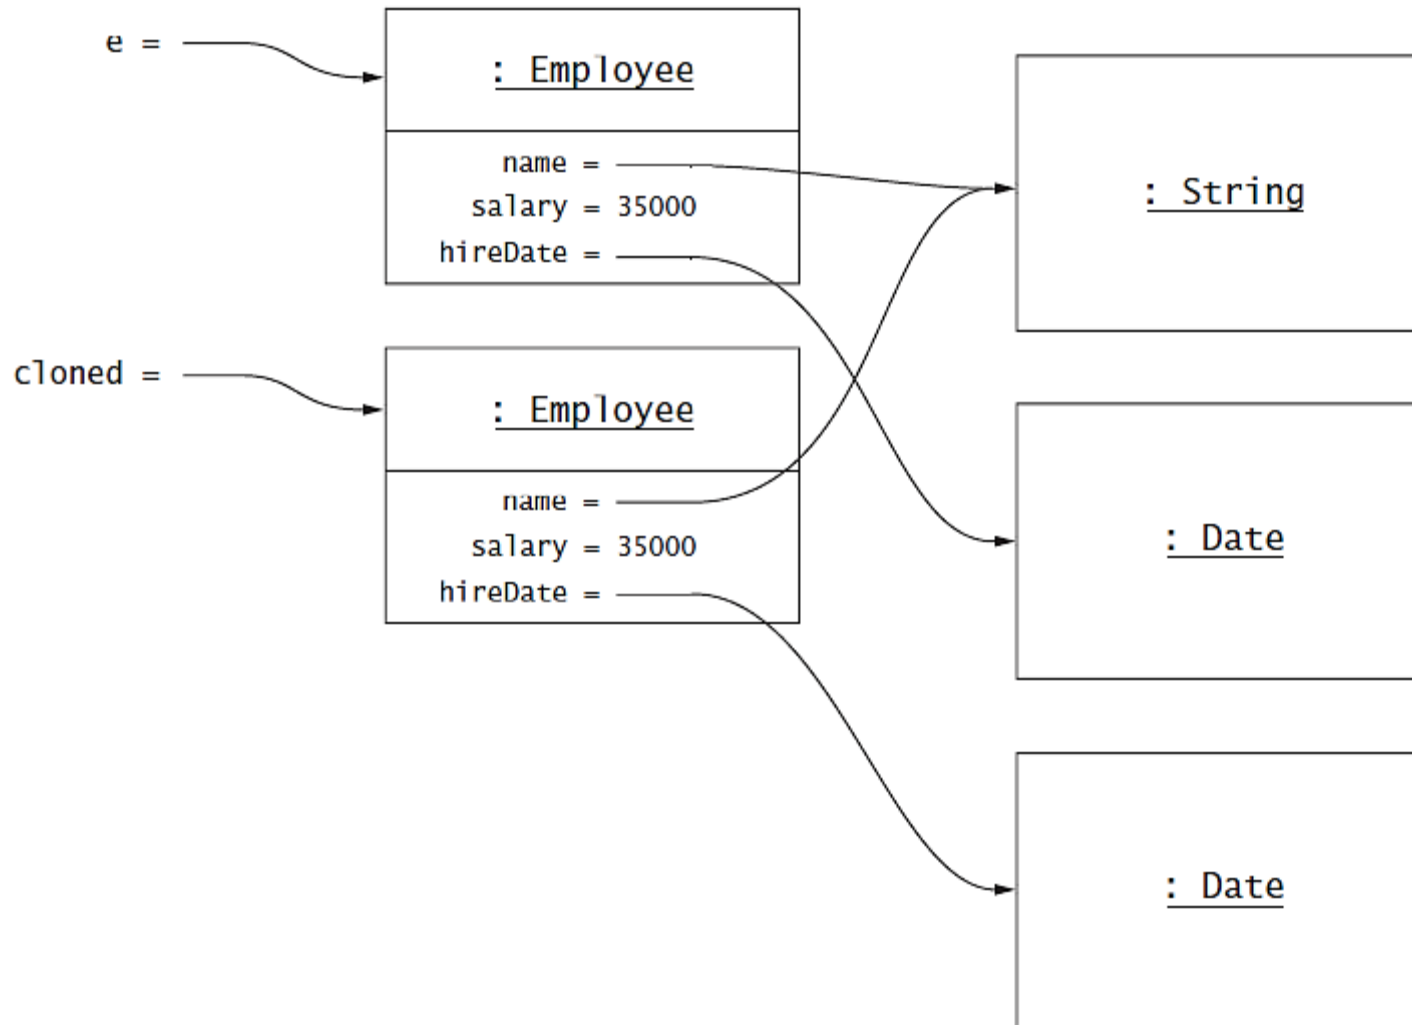 e =
: Employee
name =
salary = 35000
hireDate =
: String
cloned =
: Employee
name =
salary = 35000
hireDate =
: Date
: Date